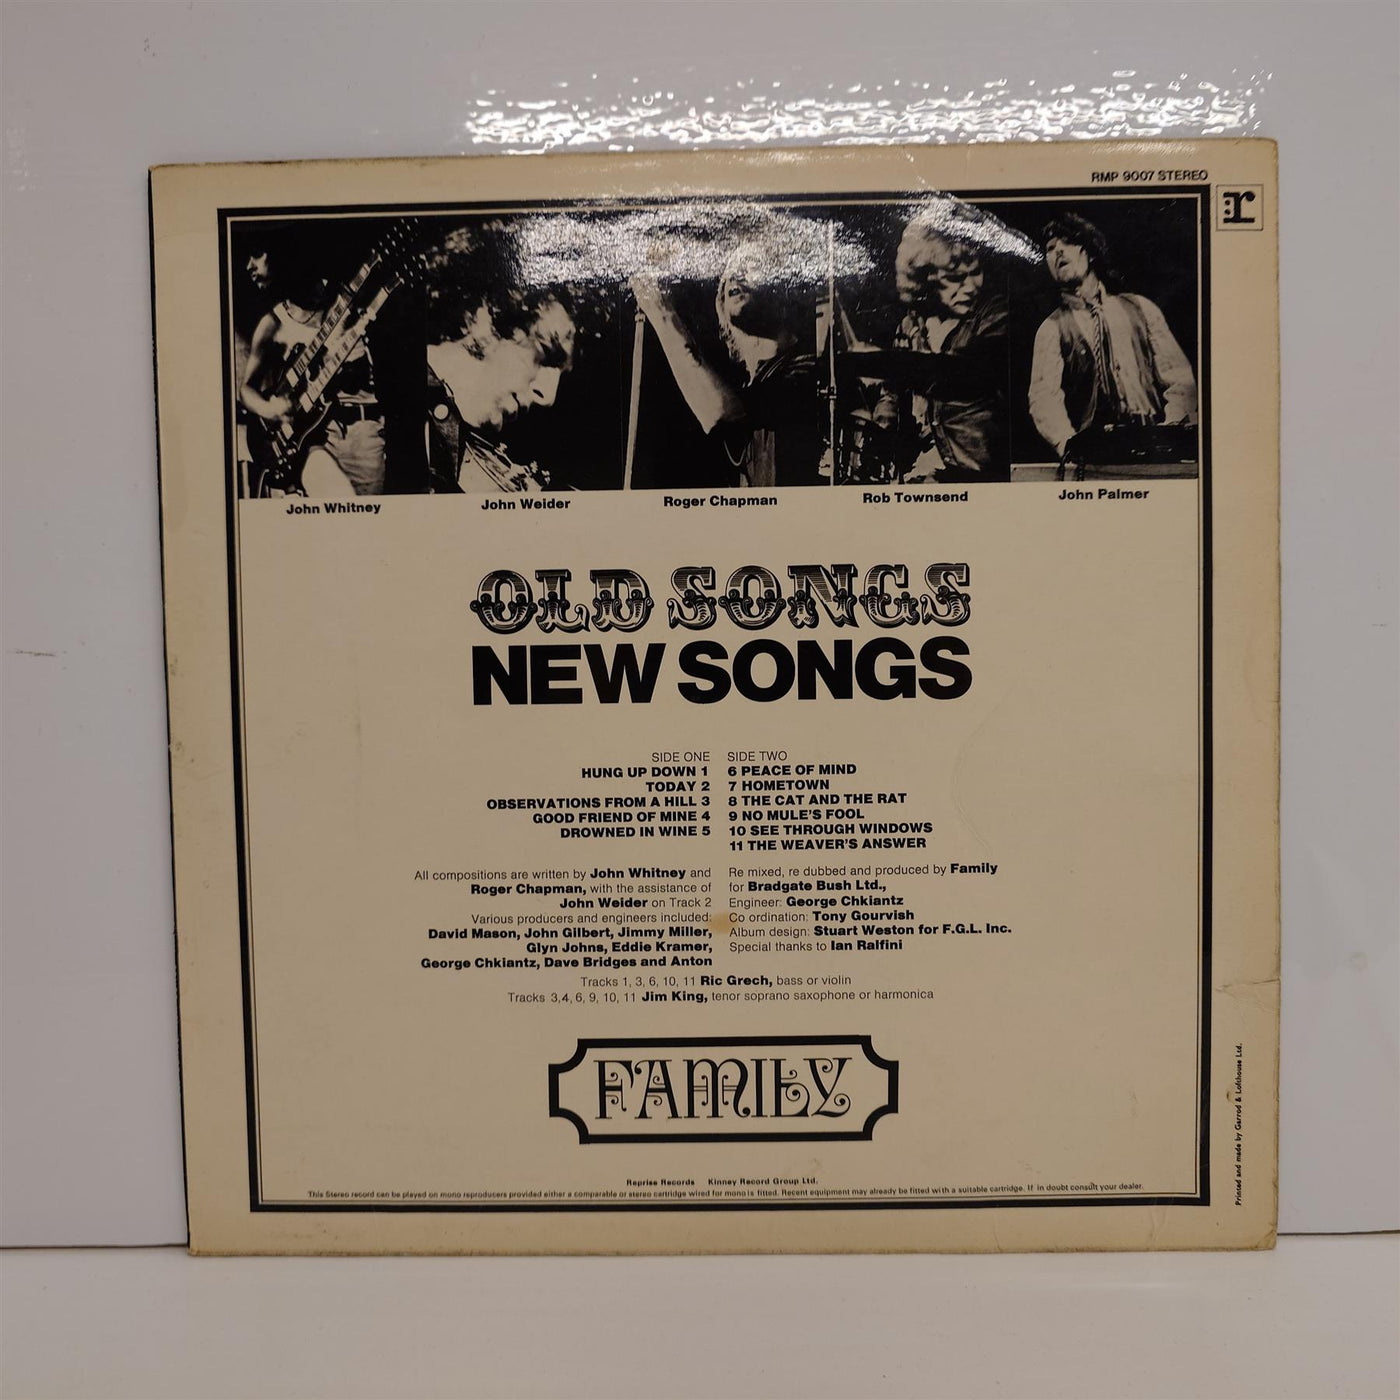 RMP 9007 STEREO
r
John Whitney
John Weider
Roger Chapman
Rob Townsend
John Palmer
OLD SONGS
NEW SONGS
SIDE ONE
HUNG UP DOWN 1
TODAY 2
OBSERVATIONS FROM A HILL 3
GOOD FRIEND OF MINE 4
DROWNED IN WINE 5
SIDE TWO
6 PEACE OF MIND
7 HOMETOWN
8 THE CAT AND THE RAT
9 NO MULE'S FOOL
10 SEE THROUGH WINDOWS
11 THE WEAVER'S ANSWER
All compositions are written by John Whitney and
Roger Chapman, with the assistance of
John Weider on Track 2
Various producers and engineers included:
David Mason, John Gilbert, Jimmy Miller,
Glyn Johns, Eddie Kramer,
George Chkiantz, Dave Bridges and Anton
Re mixed, re dubbed and produced by Family
for Bradgate Bush Ltd.,
Engineer: George Chkiantz
Co ordination: Tony Gourvish
Album design: Stuart Weston for F.G.L. Inc.
Special thanks to Ian Ralfini
Tracks 1, 3, 6, 10, 11 Ric Grech, bass or violin
Tracks 3,4, 6, 9, 10, 11 Jim King, tenor soprano saxophone or harmonica
FAMILY
Reprise Records Kinney Record Group Ltd.
This Stereo record can be played on mono reproducers provided either a comparable or stereo cartridge wired for mono is fitted. Recent equipment may already be fitted with a suitable cartridge. If in doubt consult your dealer.
Printed and made by Garrod & Lofthouse Ltd.